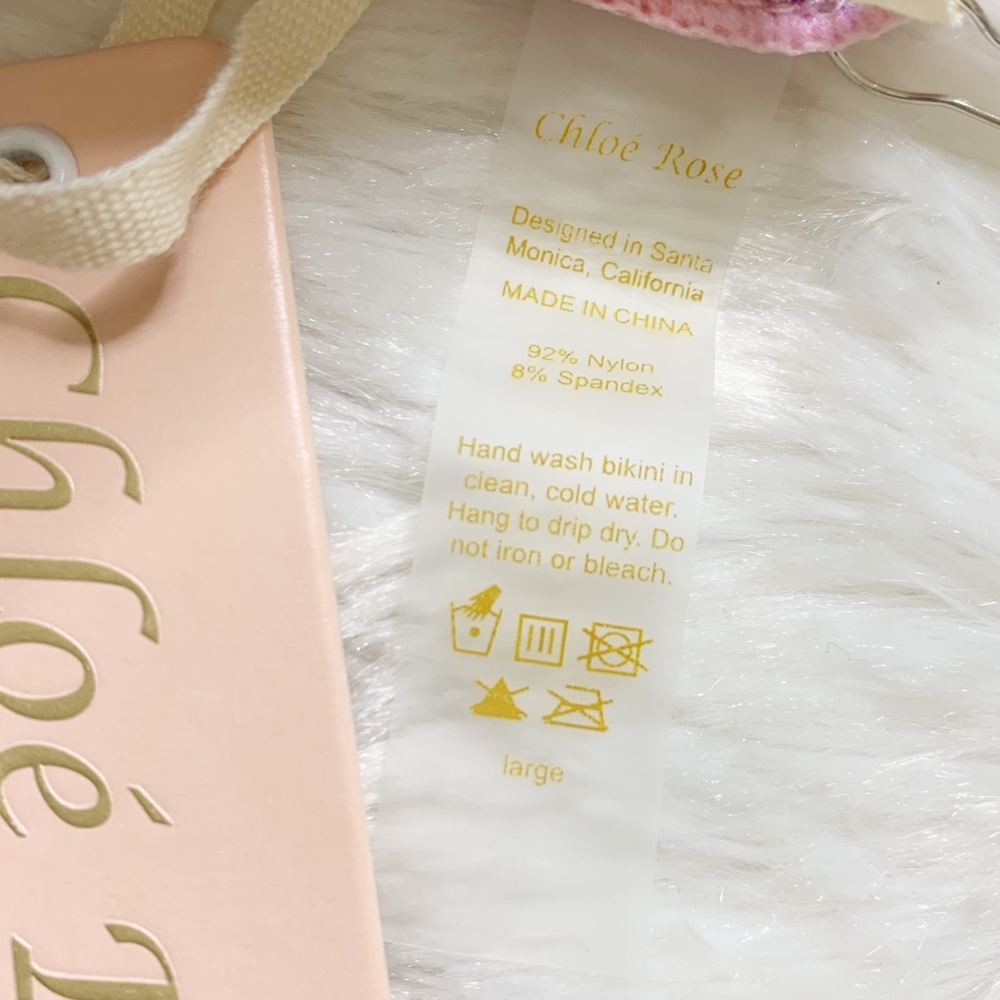 Chloé Rose
Designed in Santa
Monica, California
MADE IN CHINA
92% Nylon
8% Spandex
Hand wash bikini in
clean, cold water.
Hang to drip dry. Do
not iron or bleach.
large
Chloé